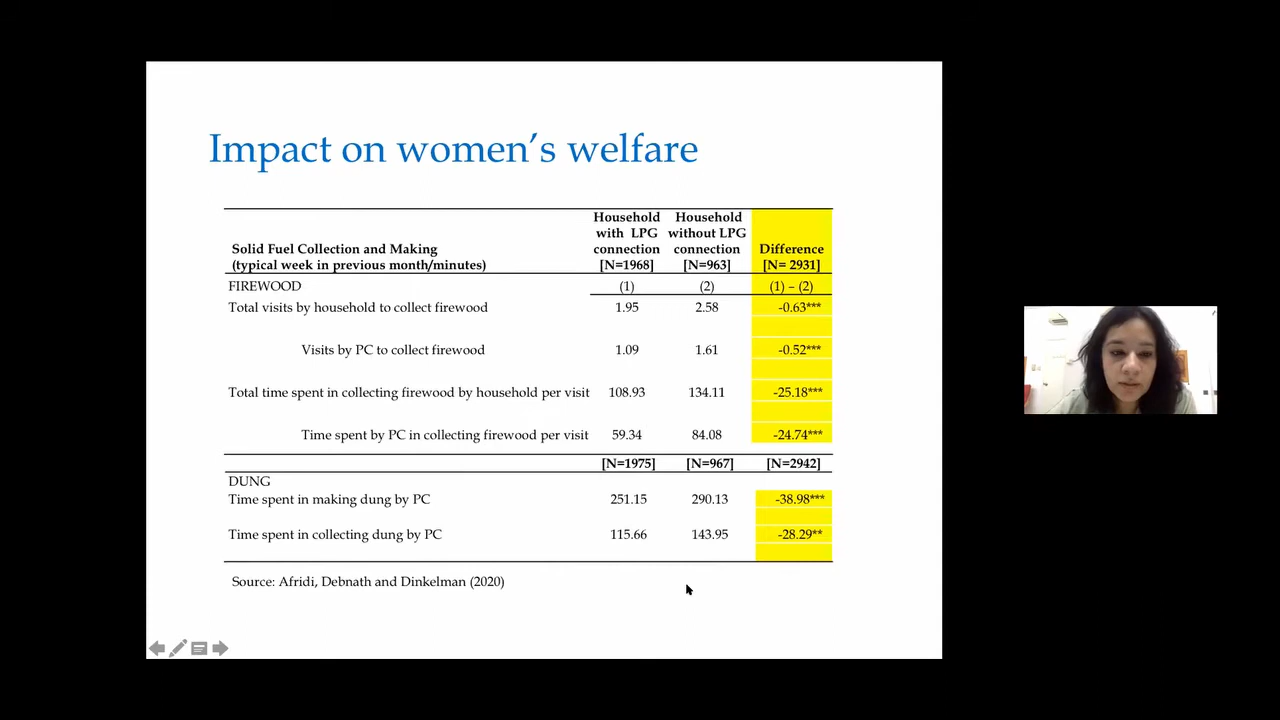 Impact on women's welfare
Household with LPG connection [N=1968]
Household without LPG connection [N=963]
Difference [N= 2931]
Solid Fuel Collection and Making
(typical week in previous month/minutes)
FIREWOOD (1) (2) (1) – (2)
Total visits by household to collect firewood 1.95 2.58 -0.63***
Visits by PC to collect firewood 1.09 1.61 -0.52***
Total time spent in collecting firewood by household per visit 108.93 134.11 -25.18***
Time spent by PC in collecting firewood per visit 59.34 84.08 -24.74***
[N=1975] [N=967] [N=2942]
DUNG
Time spent in making dung by PC 251.15 290.13 -38.98***
Time spent in collecting dung by PC 115.66 143.95 -28.29**
Source: Afridi, Debnath and Dinkelman (2020)